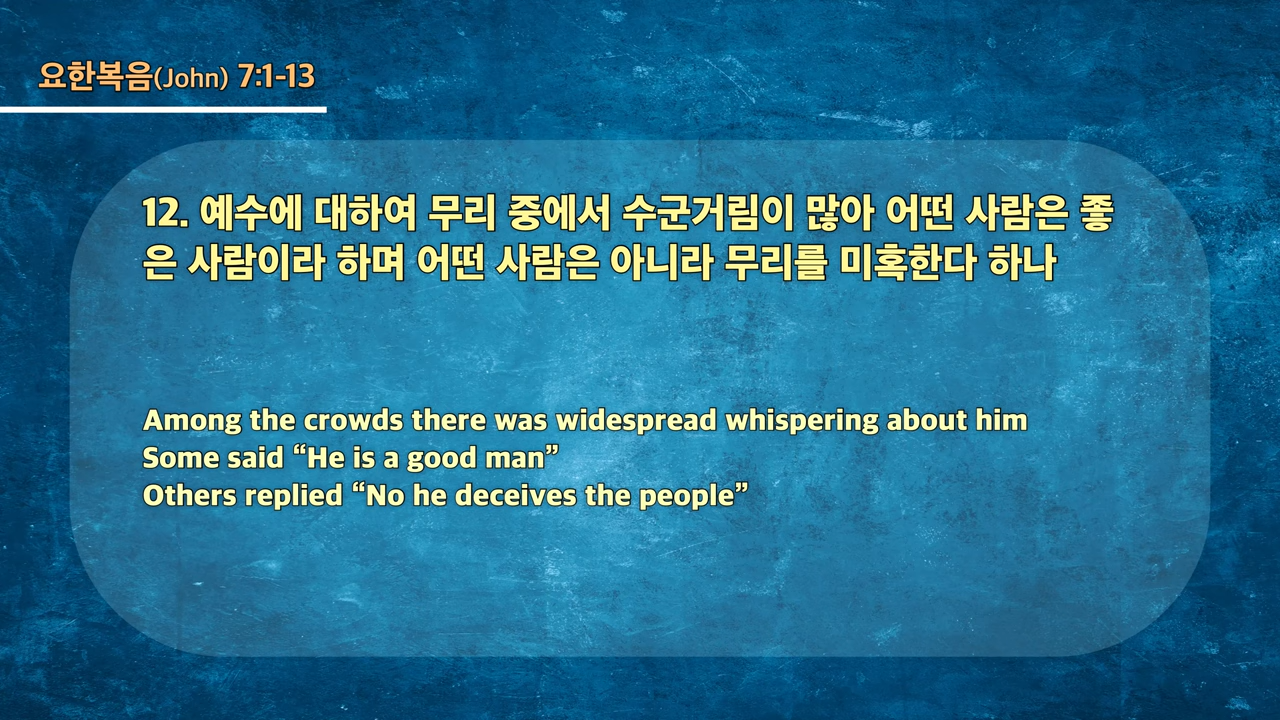 요한복음(John) 7:1-13
12. 예수에 대하여 무리 중에서 수군거림이 많아 어떤 사람은 좋
은 사람이라 하며 어떤 사람은 아니라 무리를 미혹한다 하나
Among the crowds there was widespread whispering about him
Some said “He is a good man”
Others replied “No he deceives the people”